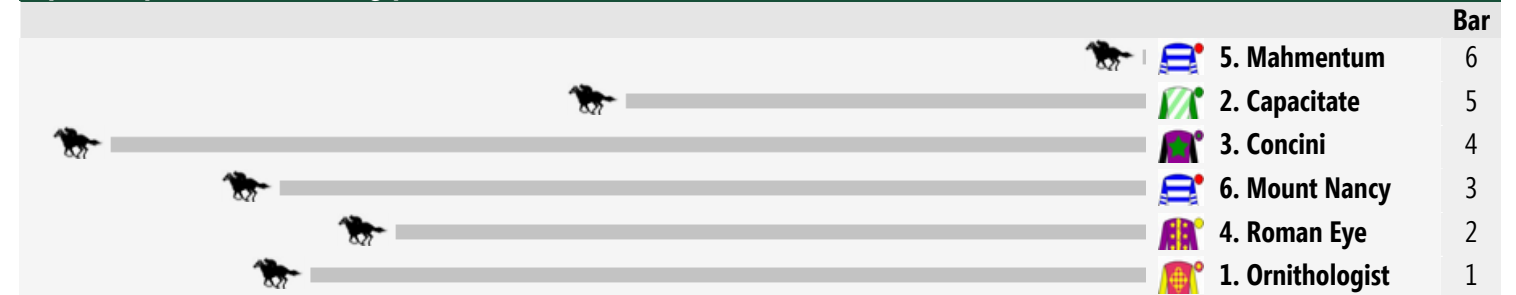 Bar
5. Mahmentum 6
2. Capacitate 5
3. Concini 4
6. Mount Nancy 3
4. Roman Eye 2
1. Ornithologist 1